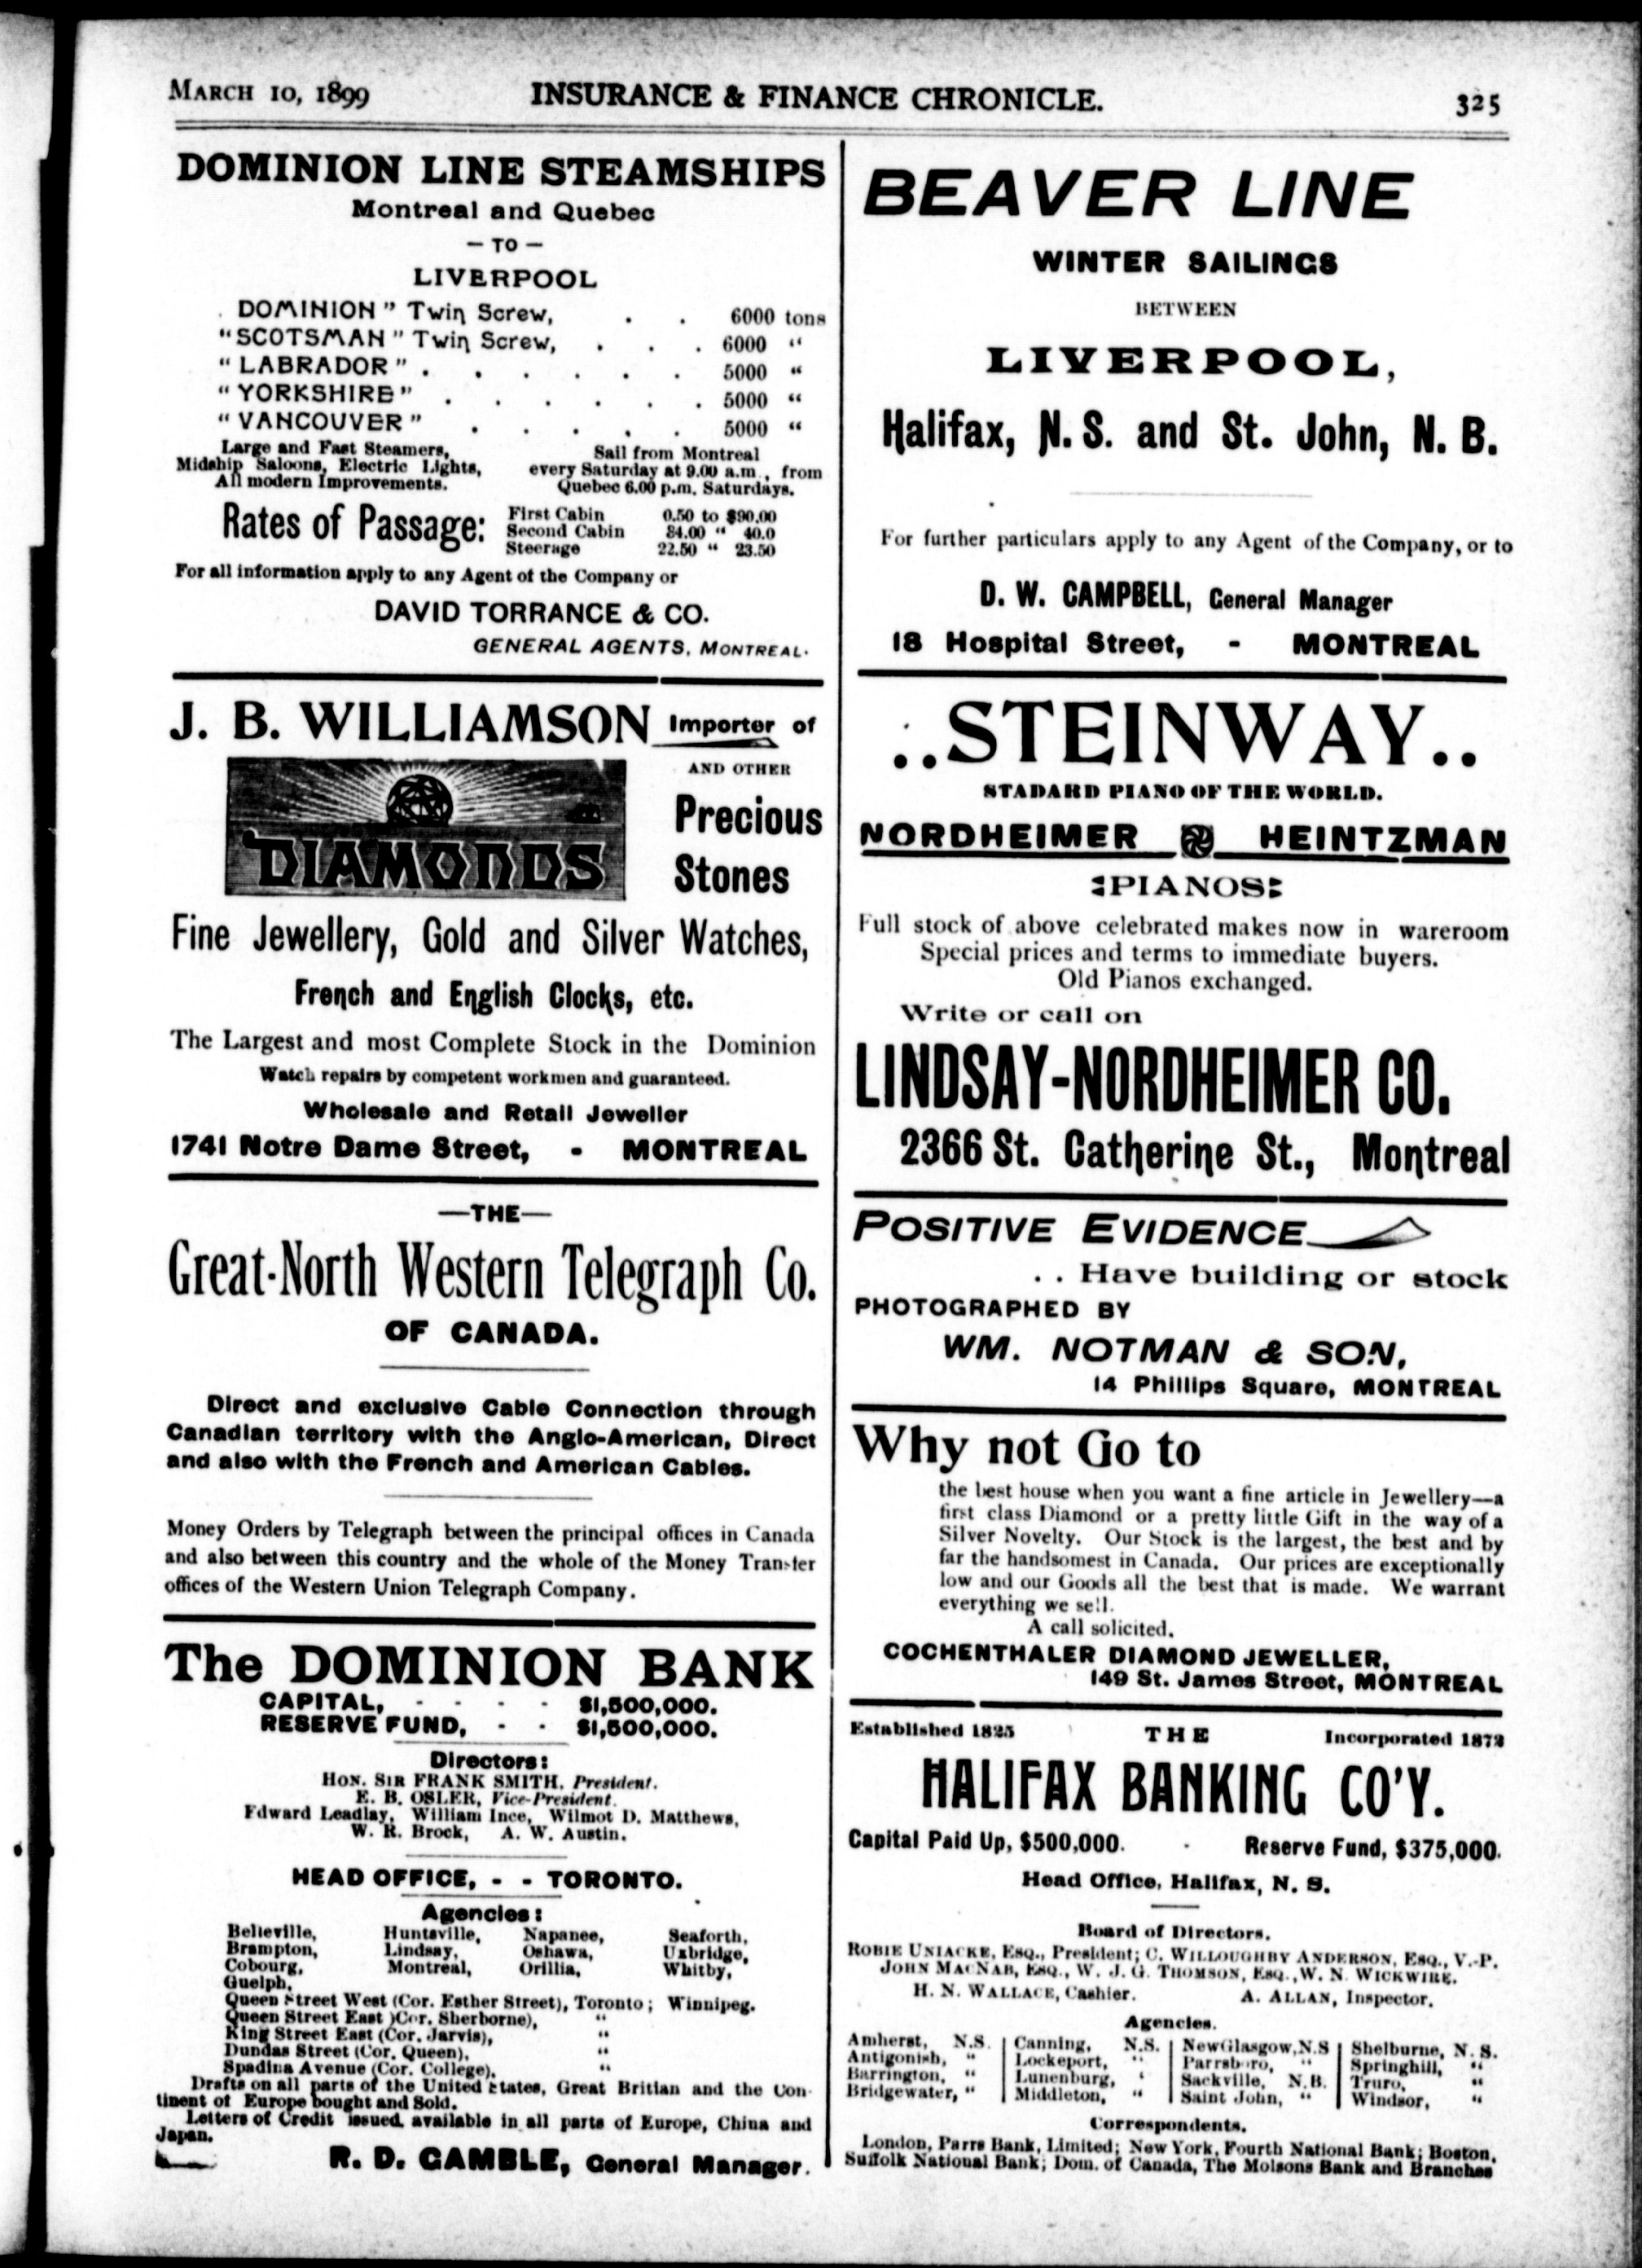 MARCH 10, 1899 INSURANCE & FINANCE CHRONICLE. 325
DOMINION LINE STEAMSHIPS
Montreal and Quebec
— TO —
LIVERPOOL
DOMINION" Twin Screw, . . 6000 tons
"SCOTSMAN" Twin Screw, . . . 6000 "
"LABRADOR" . . . . . . 5000 "
"YORKSHIRE" . . . . . . 5000 "
"VANCOUVER" . . . . . 5000 "
Large and Fast Steamers,
Midship Saloons, Electric Lights,
All modern Improvements.
Sail from Montreal
every Saturday at 9.00 a.m., from
Quebec 6.00 p.m. Saturdays.
Rates of Passage:
First Cabin 0.50 to $90.00
Second Cabin 34.00 " 40.0
Steerage 22.50 " 23.50
For all information apply to any Agent of the Company or
DAVID TORRANCE & CO.
GENERAL AGENTS, MONTREAL.
J. B. WILLIAMSON Importer of
DIAMONDS
AND OTHER
Precious
Stones
Fine Jewellery, Gold and Silver Watches,
French and English Clocks, etc.
The Largest and most Complete Stock in the Dominion
Watch repairs by competent workmen and guaranteed.
Wholesale and Retail Jeweller
1741 Notre Dame Street, - MONTREAL
—THE—
Great-North Western Telegraph Co.
OF CANADA.
Direct and exclusive Cable Connection through
Canadian territory with the Anglo-American, Direct
and also with the French and American Cables.
Money Orders by Telegraph between the principal offices in Canada
and also between this country and the whole of the Money Transfer
offices of the Western Union Telegraph Company.
The DOMINION BANK
CAPITAL, - - - - $1,500,000.
RESERVE FUND, - - $1,500,000.
Directors:
HON. SIR FRANK SMITH, President.
E. B. OSLER, Vice-President.
Edward Leadlay, William Ince, Wilmot D. Matthews,
W. R. Brock, A. W. Austin.
HEAD OFFICE, - - TORONTO.
Agencies:
Belleville, Huntsville, Napanee, Seaforth,
Brampton, Lindsay, Oshawa, Uxbridge,
Cobourg, Montreal, Orillia, Whitby,
Guelph,
Queen Street West (Cor. Esther Street), Toronto; Winnipeg.
Queen Street East )Cor. Sherborne), "
King Street East (Cor. Jarvis), "
Dundas Street (Cor. Queen), "
Spadina Avenue (Cor. College), "
Drafts on all parts of the United States, Great Britian and the Con-
tinent of Europe bought and Sold.
Letters of Credit issued available in all parts of Europe, China and
Japan.
R. D. GAMBLE, General Manager.
BEAVER LINE
WINTER SAILINGS
BETWEEN
LIVERPOOL,
Halifax, N. S. and St. John, N. B.
For further particulars apply to any Agent of the Company, or to
D. W. CAMPBELL, General Manager
18 Hospital Street, - MONTREAL
..STEINWAY..
STADARD PIANO OF THE WORLD.
NORDHEIMER HEINTZMAN
PIANOS
Full stock of above celebrated makes now in wareroom
Special prices and terms to immediate buyers.
Old Pianos exchanged.
Write or call on
LINDSAY-NORDHEIMER CO.
2366 St. Catherine St., Montreal
POSITIVE EVIDENCE
. . Have building or stock
PHOTOGRAPHED BY
WM. NOTMAN & SON,
14 Phillips Square, MONTREAL
Why not Go to
the best house when you want a fine article in Jewellery—a
first class Diamond or a pretty little Gift in the way of a
Silver Novelty. Our Stock is the largest, the best and by
far the handsomest in Canada. Our prices are exceptionally
low and our Goods all the best that is made. We warrant
everything we sell.
A call solicited.
COCHENTHALER DIAMOND JEWELLER,
149 St. James Street, MONTREAL
Established 1825 THE Incorporated 1872
HALIFAX BANKING CO'Y.
Capital Paid Up, $500,000. - Reserve Fund, $375,000.
Head Office, Halifax, N. S.
Board of Directors.
ROBIE UNIACKE, ESQ., President; C. WILLOUGHBY ANDERSON, ESQ., V.-P.
JOHN MACNAB, ESQ., W. J. G. THOMSON, ESQ., W. N. WICKWIRE.
H. N. WALLACE, Cashier. A. ALLAN, Inspector.
Agencies.
Amherst, N.S. Canning, N.S. NewGlasgow, N.S Shelburne, N. S.
Antigonish, " Lockeport, " Parrsboro, " Springhill, "
Barrington, " Lunenburg, " Sackville, N.B. Truro, "
Bridgewater, " Middleton, " Saint John, " Windsor, "
Correspondents.
London, Parrs Bank, Limited; New York, Fourth National Bank; Boston,
Suffolk National Bank; Dom. of Canada, The Molsons Bank and Branches